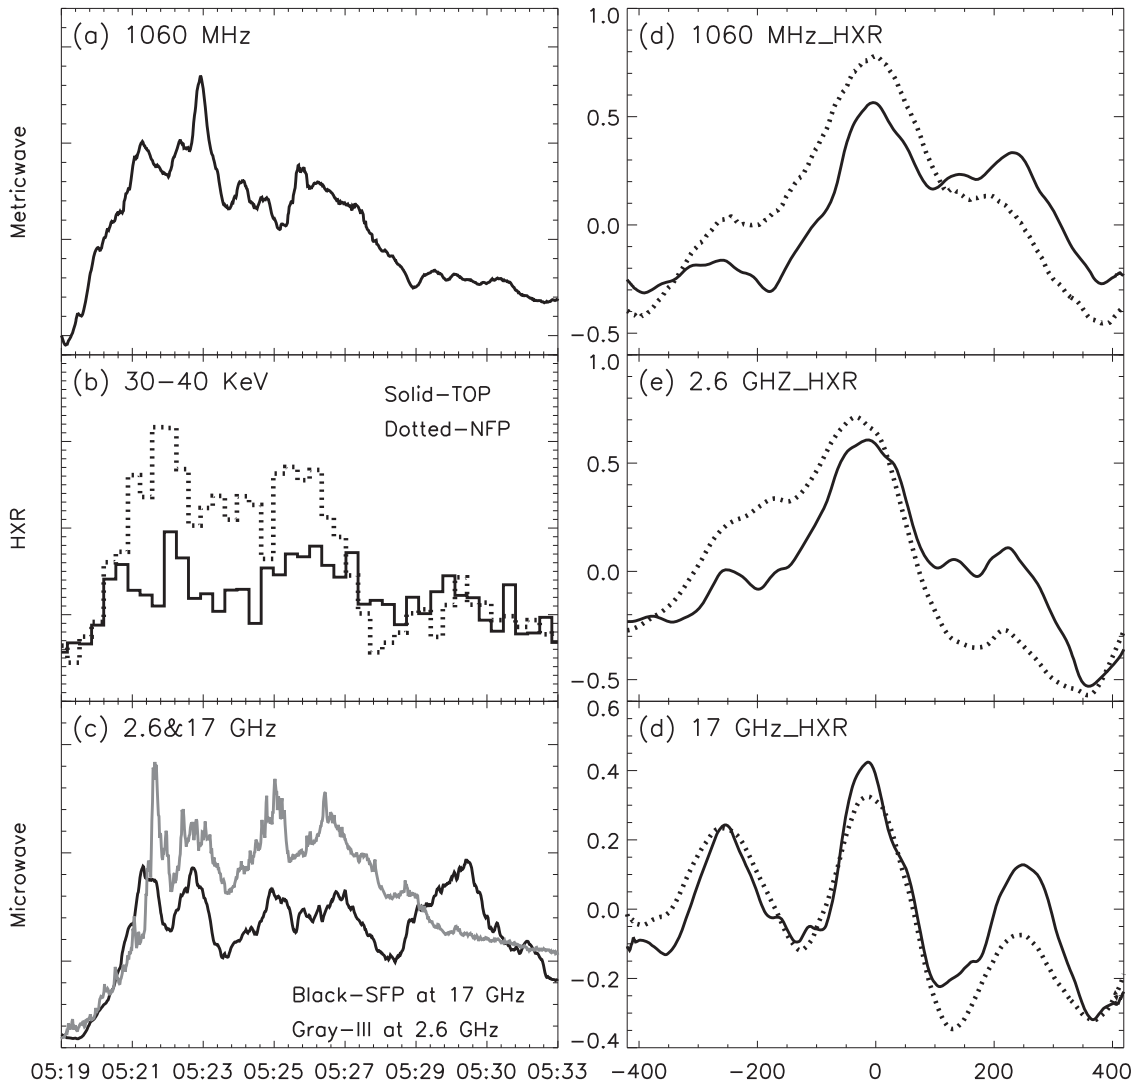 (a) 1060 MHz
Metricwave
(b) 30−40 KeV
Solid−TOP
Dotted−NFP
HXR
(c) 2.6&17 GHz
Black−SFP at 17 GHz
Gray−III at 2.6 GHz
Microwave
05:19 05:21 05:23 05:25 05:27 05:29 05:30 05:33
(d) 1060 MHz_HXR
1.0
0.5
0.0
−0.5
(e) 2.6 GHZ_HXR
1.0
0.5
0.0
−0.5
(d) 17 GHz_HXR
0.6
0.4
0.2
0.0
−0.2
−0.4
−400 −200 0 200 400